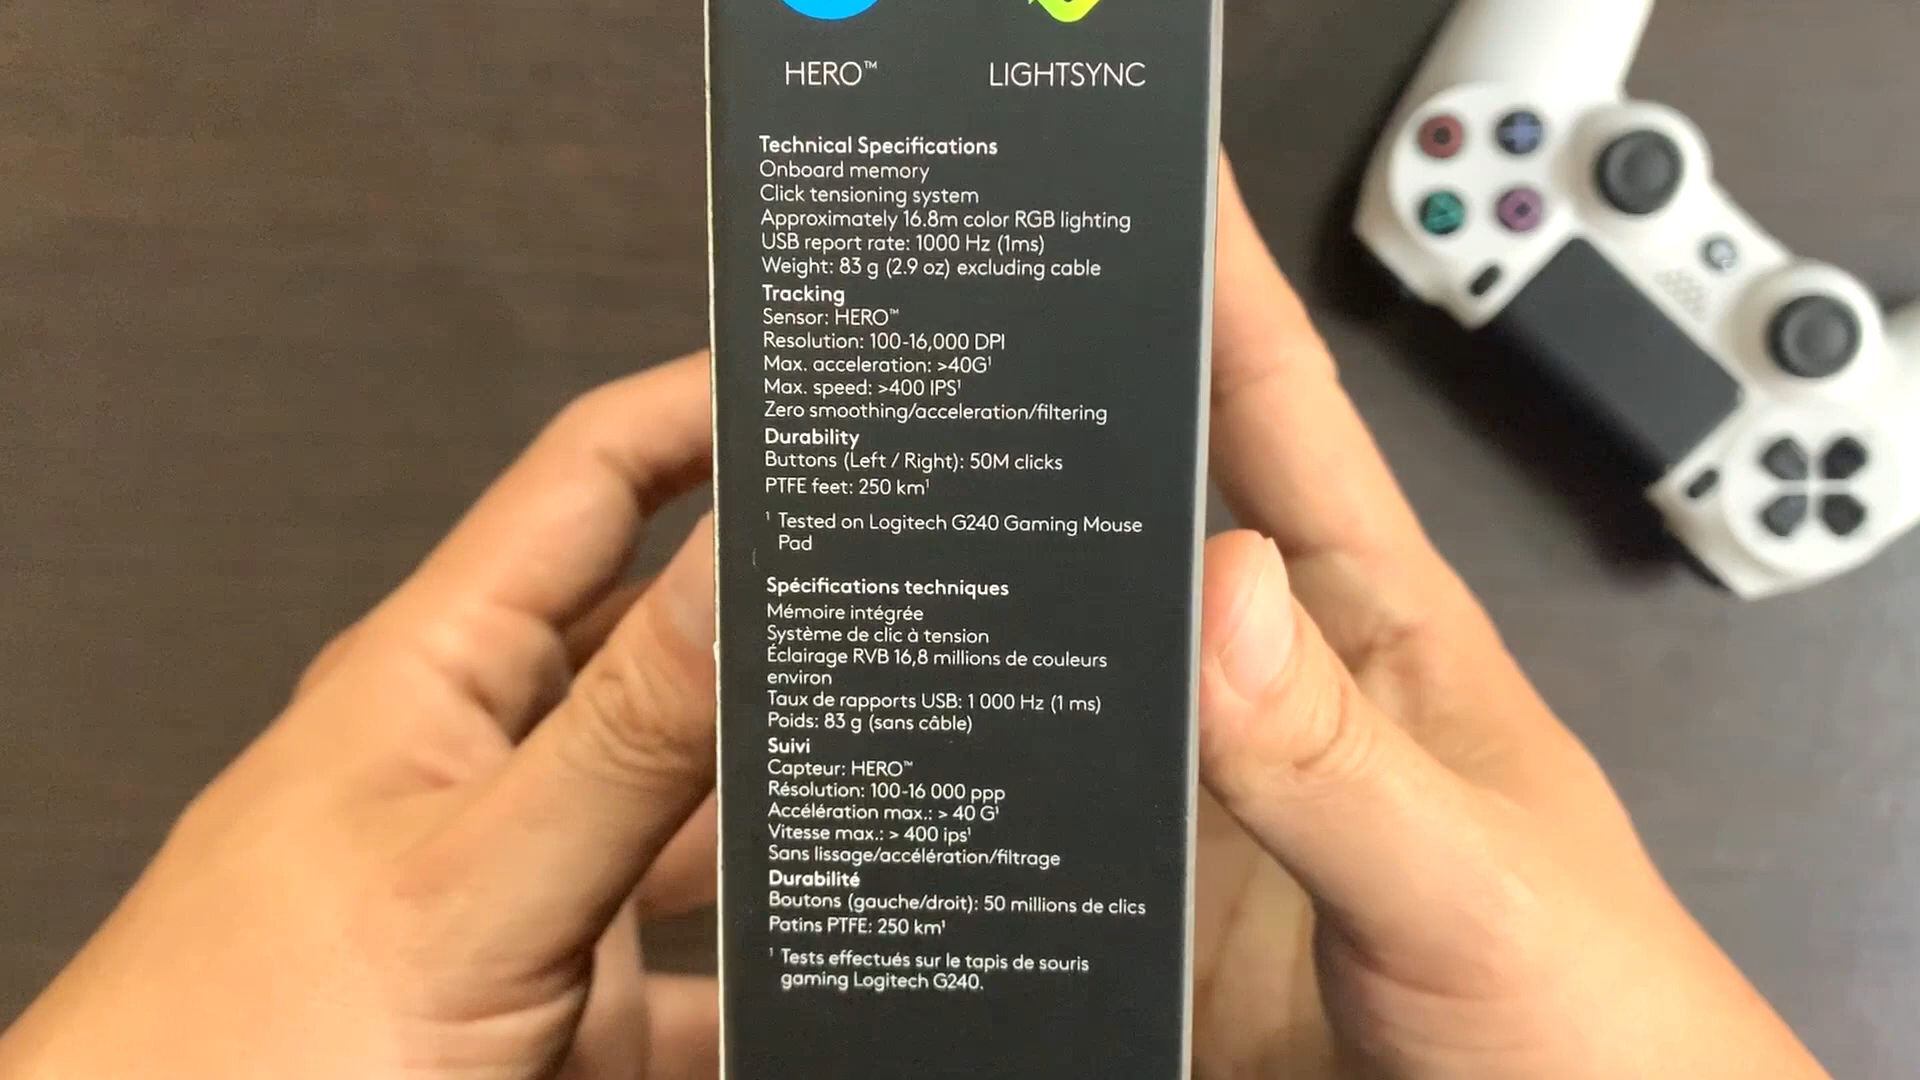 HERO™ LIGHTSYNC
Technical Specifications
Onboard memory
Click tensioning system
Approximately 16.8m color RGB lighting
USB report rate: 1000 Hz (1ms)
Weight: 83 g (2.9 oz) excluding cable
Tracking
Sensor: HERO™
Resolution: 100-16,000 DPI
Max. acceleration: >40G¹
Max. speed: >400 IPS¹
Zero smoothing/acceleration/filtering
Durability
Buttons (Left / Right): 50M clicks
PTFE feet: 250 km¹
¹ Tested on Logitech G240 Gaming Mouse
Pad
Spécifications techniques
Mémoire intégrée
Système de clic à tension
Éclairage RVB 16,8 millions de couleurs
environ
Taux de rapports USB: 1 000 Hz (1 ms)
Poids: 83 g (sans câble)
Suivi
Capteur: HERO™
Résolution: 100-16 000 ppp
Accélération max.: > 40 G¹
Vitesse max.: > 400 ips¹
Sans lissage/accélération/filtrage
Durabilité
Boutons (gauche/droit): 50 millions de clics
Patins PTFE: 250 km¹
¹ Tests effectués sur le tapis de souris
gaming Logitech G240.